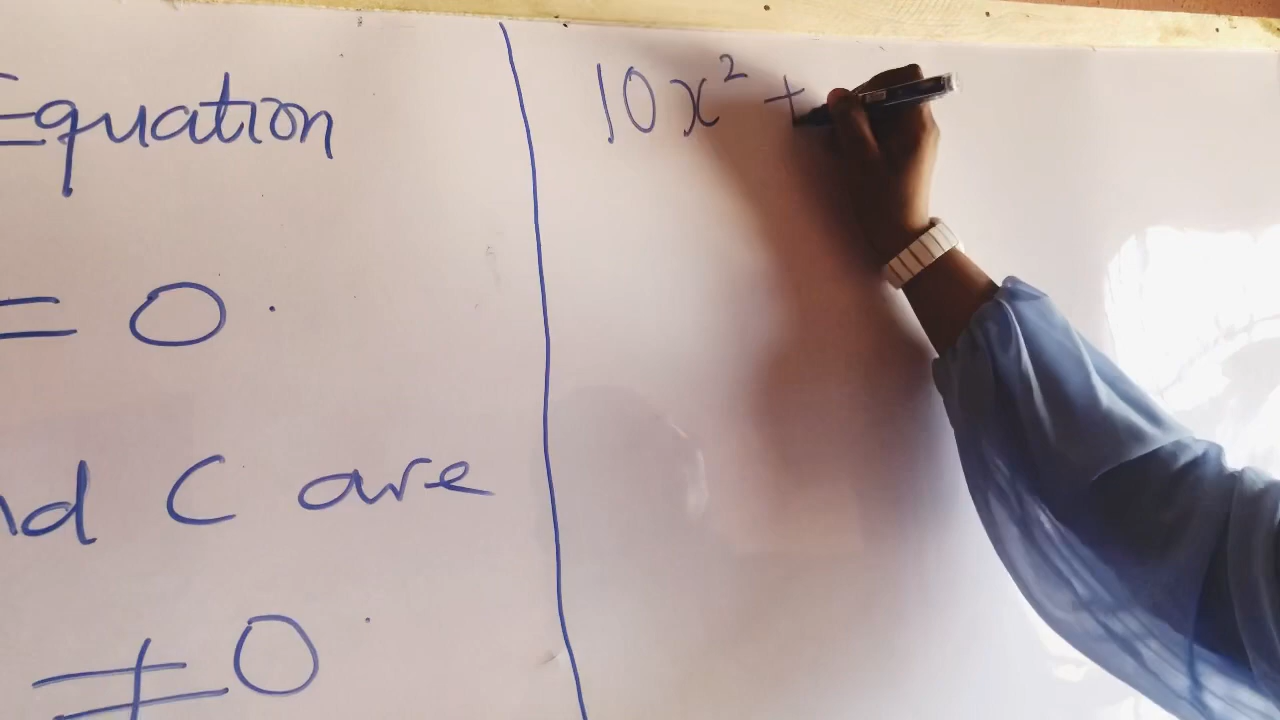 Equation
= 0.
nd C are
≠ 0.
10x² +